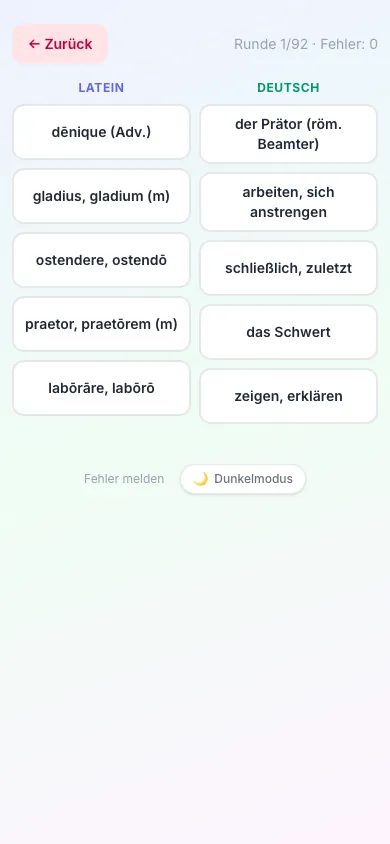 ← Zurück
Runde 1/92 · Fehler: 0
LATEIN
dēnique (Adv.)
gladius, gladium (m)
ostendere, ostendō
praetor, praetōrem (m)
labōrāre, labōrō
DEUTSCH
der Prätor (röm.
Beamter)
arbeiten, sich
anstrengen
schließlich, zuletzt
das Schwert
zeigen, erklären
Fehler melden
🌙 Dunkelmodus